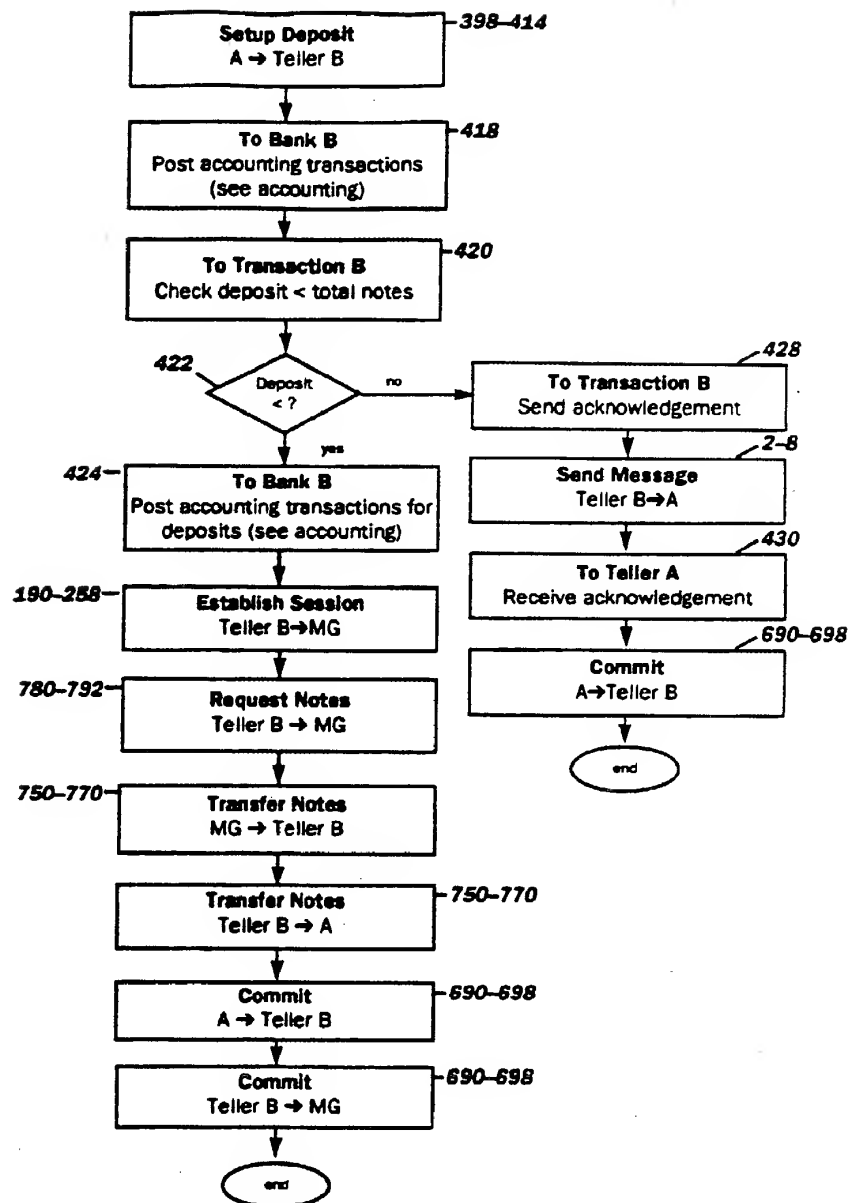 Setup Deposit
A → Teller B
398–414
To Bank B
Post accounting transactions
(see accounting)
418
To Transaction B
Check deposit < total notes
420
422
Deposit
< ?
no
yes
428
To Transaction B
Send acknowledgement
2–8
Send Message
Teller B→A
430
To Teller A
Receive acknowledgement
690–698
Commit
A→Teller B
end
424
To Bank B
Post accounting transactions for
deposits (see accounting)
190–258
Establish Session
Teller B→MG
780–792
Request Notes
Teller B → MG
750–770
Transfer Notes
MG → Teller B
Transfer Notes
Teller B → A
750–770
Commit
A → Teller B
690–698
Commit
Teller B → MG
690–698
end